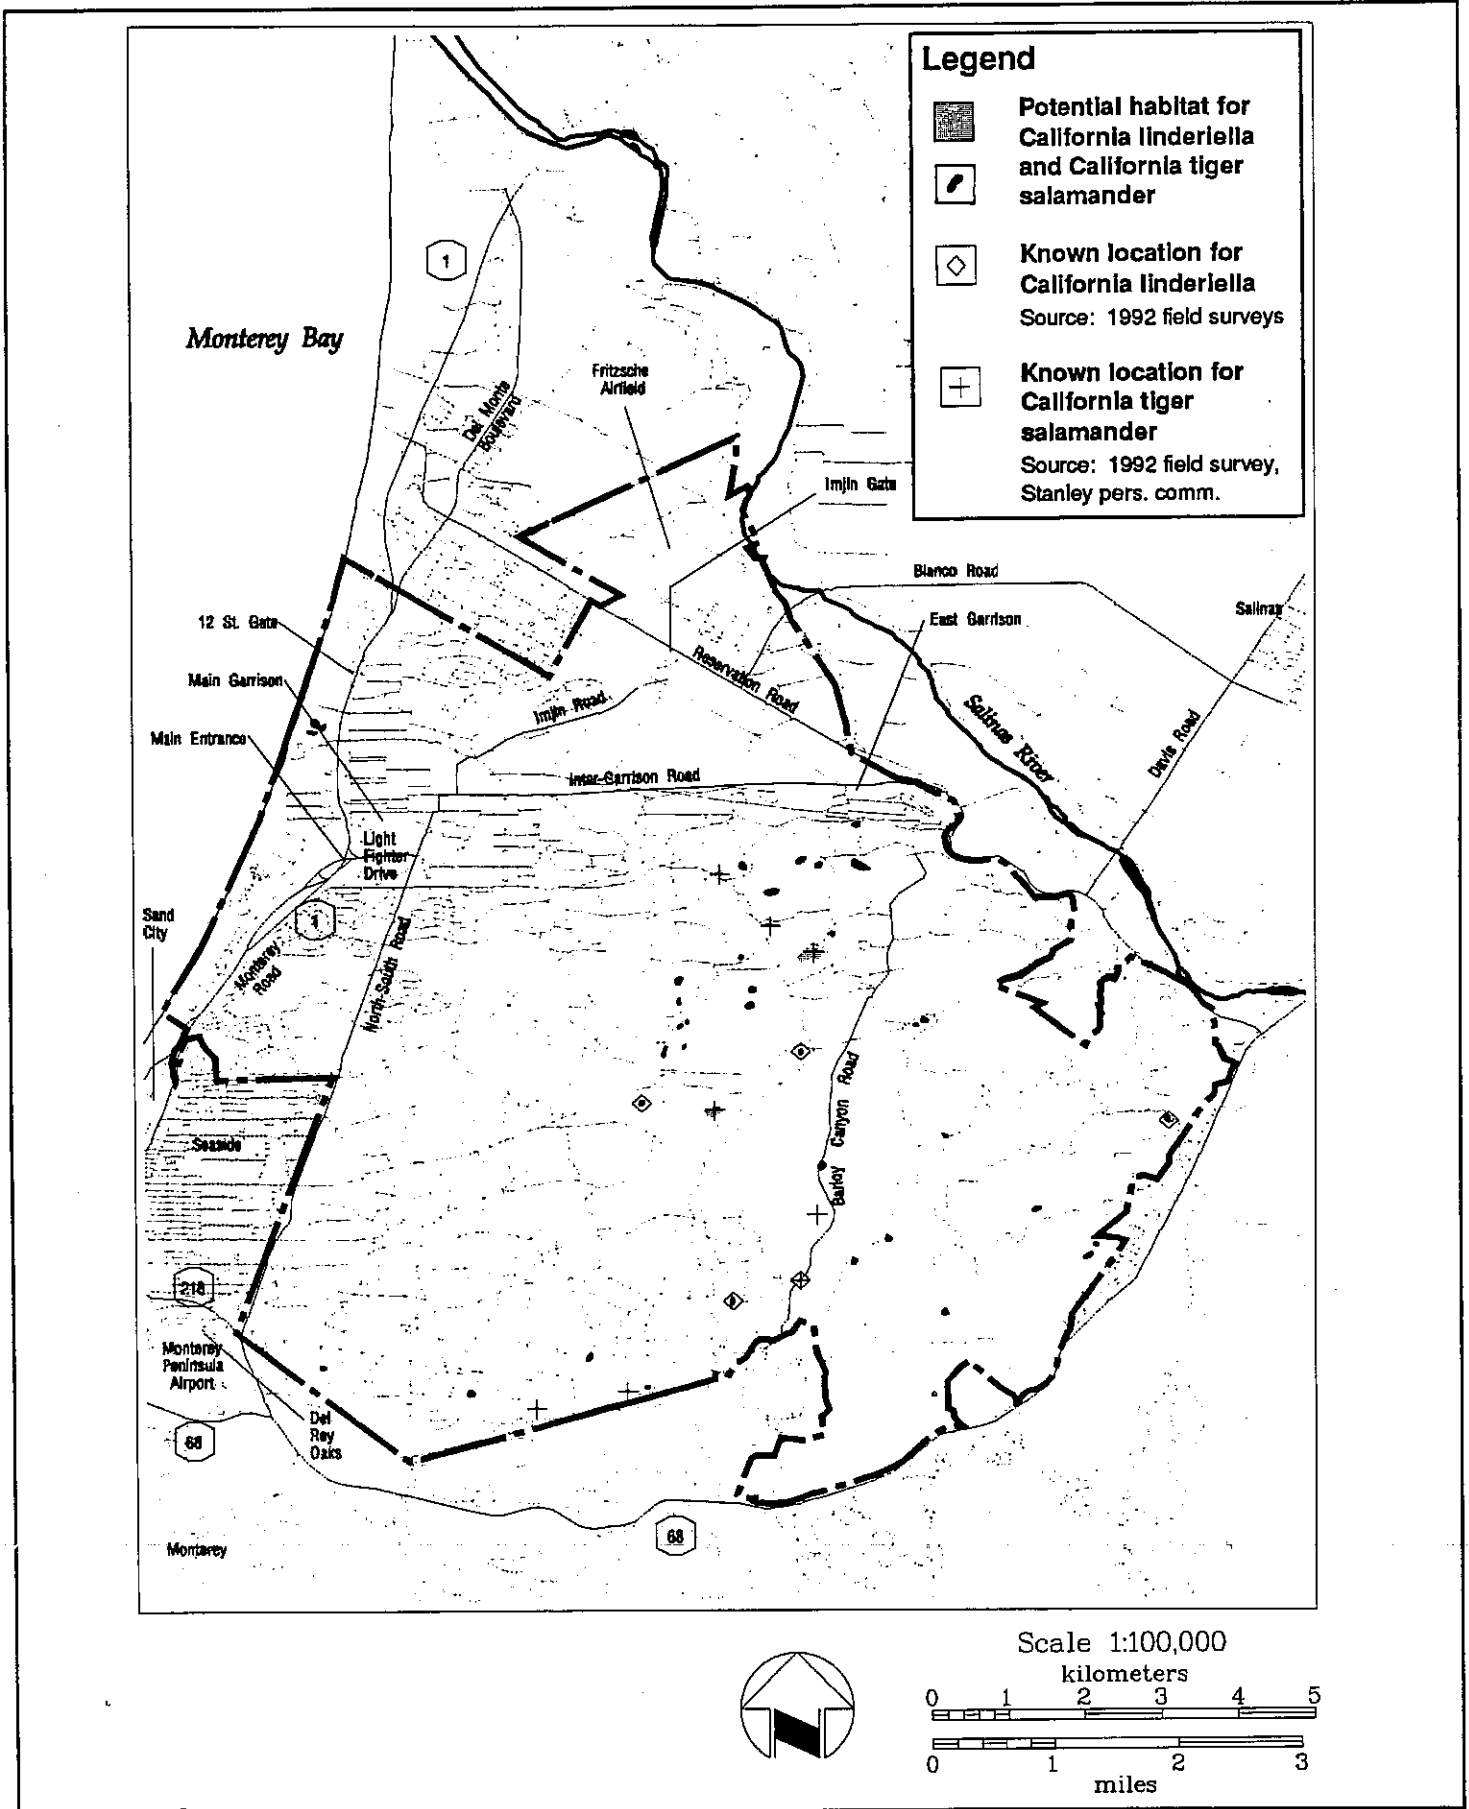 Legend
Potential habitat for
California linderiella
and California tiger
salamander
Known location for
California linderiella
Source: 1992 field surveys
Known location for
California tiger
salamander
Source: 1992 field survey,
Stanley pers. comm.
1
Monterey Bay
Fritzsche
Airfield
Del Monte
Boulevard
Imjin Gate
Blanco Road
Salinas
12 St. Gate
East Garrison
Main Garrison
Reservation Road
Imjin Road
Salinas River
Davis Road
Main Entrance
Inter-Garrison Road
Light
Fighter
Drive
Sand
City
1
Monterey
Road
North-South Road
Barloy Canyon Road
Seaside
218
Monterey
Peninsula
Airport
Del
Rey
Oaks
68
68
Monterey
Scale 1:100,000
kilometers
0 1 2 3 4 5
0 1 2 3
miles
N